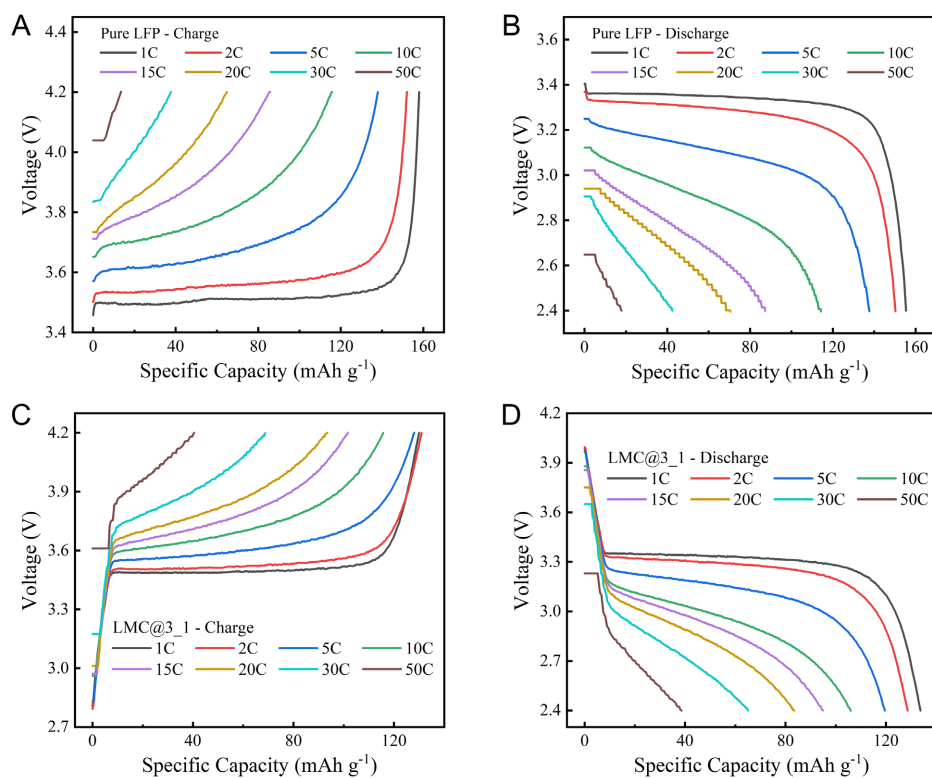 A
Pure LFP - Charge
1C 2C 5C 10C
15C 20C 30C 50C
4.4
4.2
4.0
3.8
3.6
3.4
Voltage (V)
0 40 80 120 160
Specific Capacity (mAh g⁻¹)
B
Pure LFP - Discharge
1C 2C 5C 10C
15C 20C 30C 50C
3.6
3.2
2.8
2.4
Voltage (V)
0 40 80 120 160
Specific Capacity (mAh g⁻¹)
C
4.2
3.9
3.6
3.3
3.0
2.7
Voltage (V)
LMC@3_1 - Charge
1C 2C 5C 10C
15C 20C 30C 50C
0 40 80 120
Specific Capacity (mAh g⁻¹)
D
LMC@3_1 - Discharge
1C 2C 5C 10C
15C 20C 30C 50C
4.2
3.9
3.6
3.3
3.0
2.7
2.4
Voltage (V)
0 40 80 120
Specific Capacity (mAh g⁻¹)